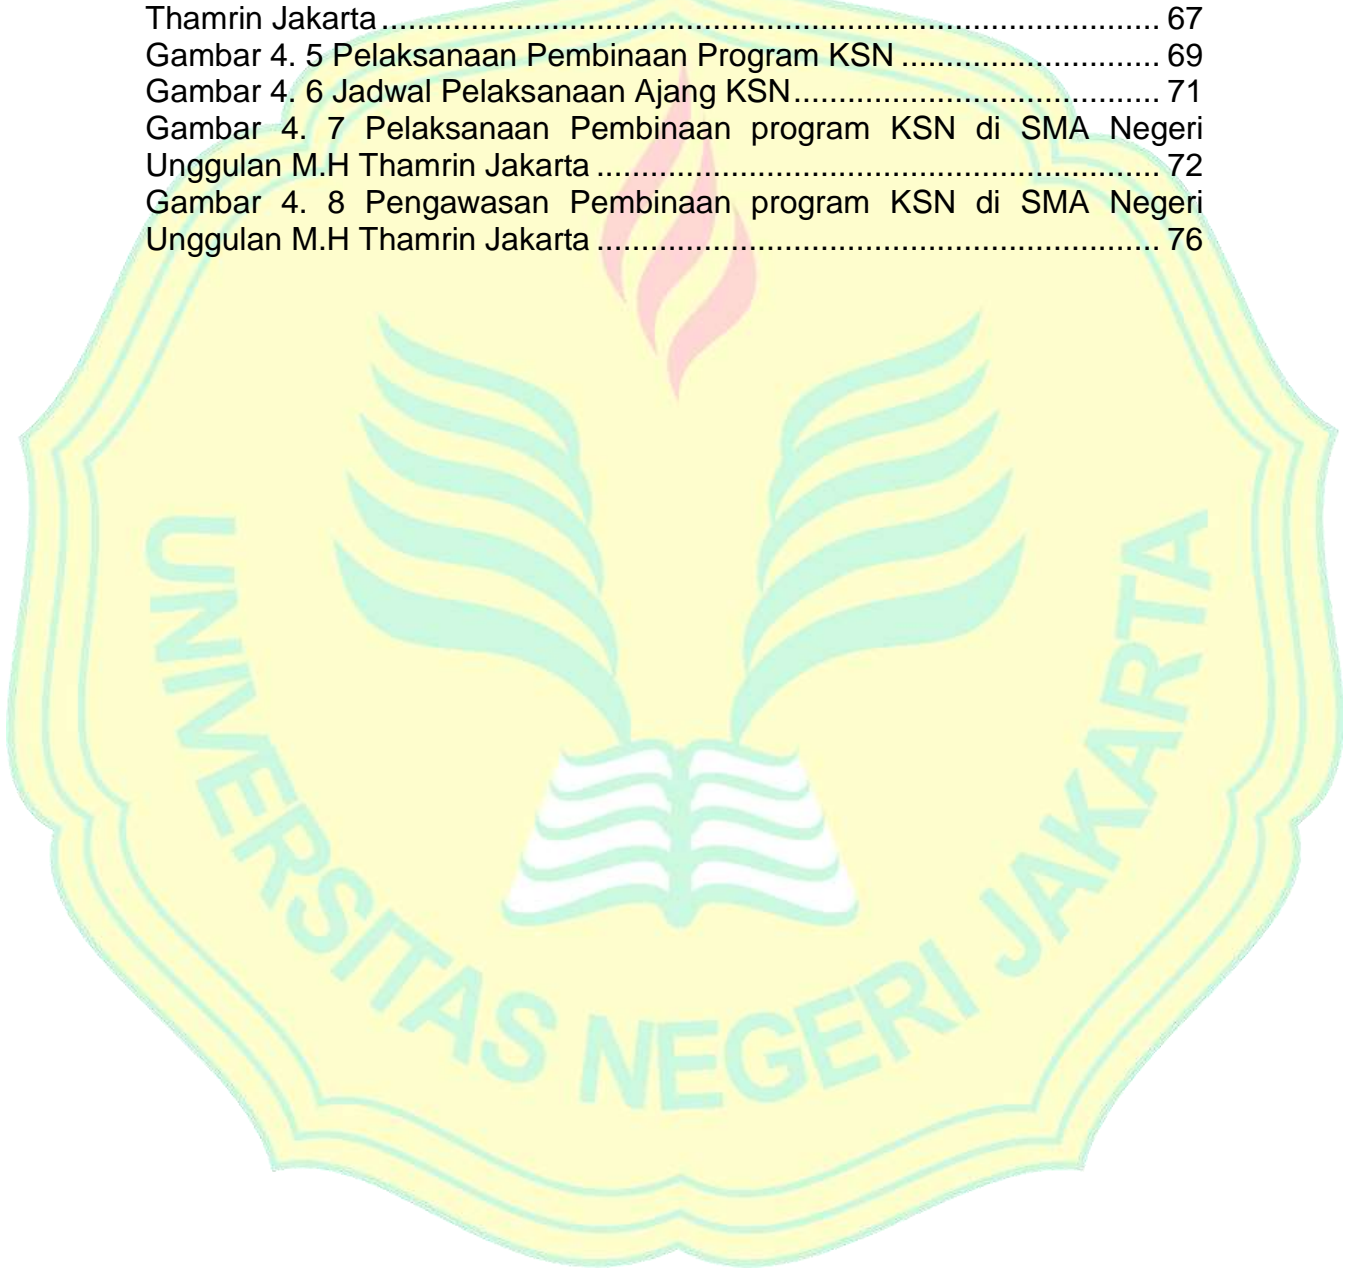 Thamrin Jakarta ........................................................................................ 67
Gambar 4. 5 Pelaksanaan Pembinaan Program KSN ............................. 69
Gambar 4. 6 Jadwal Pelaksanaan Ajang KSN......................................... 71
Gambar 4. 7 Pelaksanaan Pembinaan program KSN di SMA Negeri
Unggulan M.H Thamrin Jakarta ............................................................... 72
Gambar 4. 8 Pengawasan Pembinaan program KSN di SMA Negeri
Unggulan M.H Thamrin Jakarta ............................................................... 76
UNIVERSITAS NEGERI JAKARTA